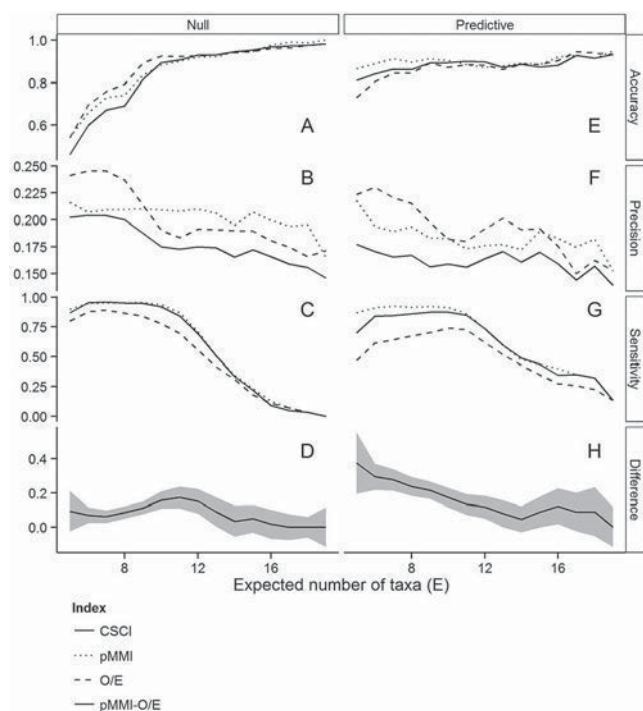 Null
Predictive
1.0
0.8
0.6
A
E
Accuracy
0.250
0.225
0.200
0.175
0.150
B
F
Precision
1.00
0.75
0.50
0.25
0.00
C
G
Sensitivity
0.4
0.2
0.0
D
H
Difference
8
12
16
8
12
16
Expected number of taxa (E)
Index
CSCI
pMMI
O/E
pMMI-O/E